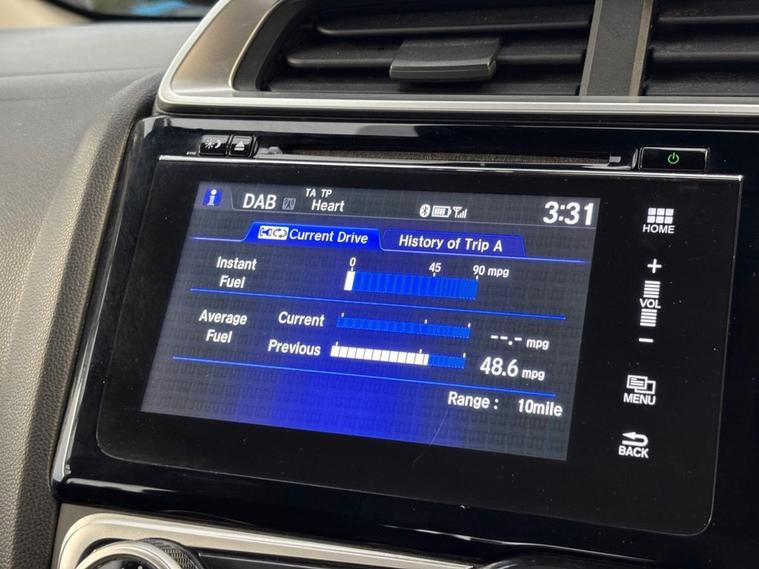 i DAB TA TP 3:31
Heart
Current Drive History of Trip A
Instant
Fuel
0 45 90 mpg
Average
Fuel
Current --.- mpg
Previous 48.6 mpg
Range : 10mile
HOME
+
VOL
−
MENU
BACK